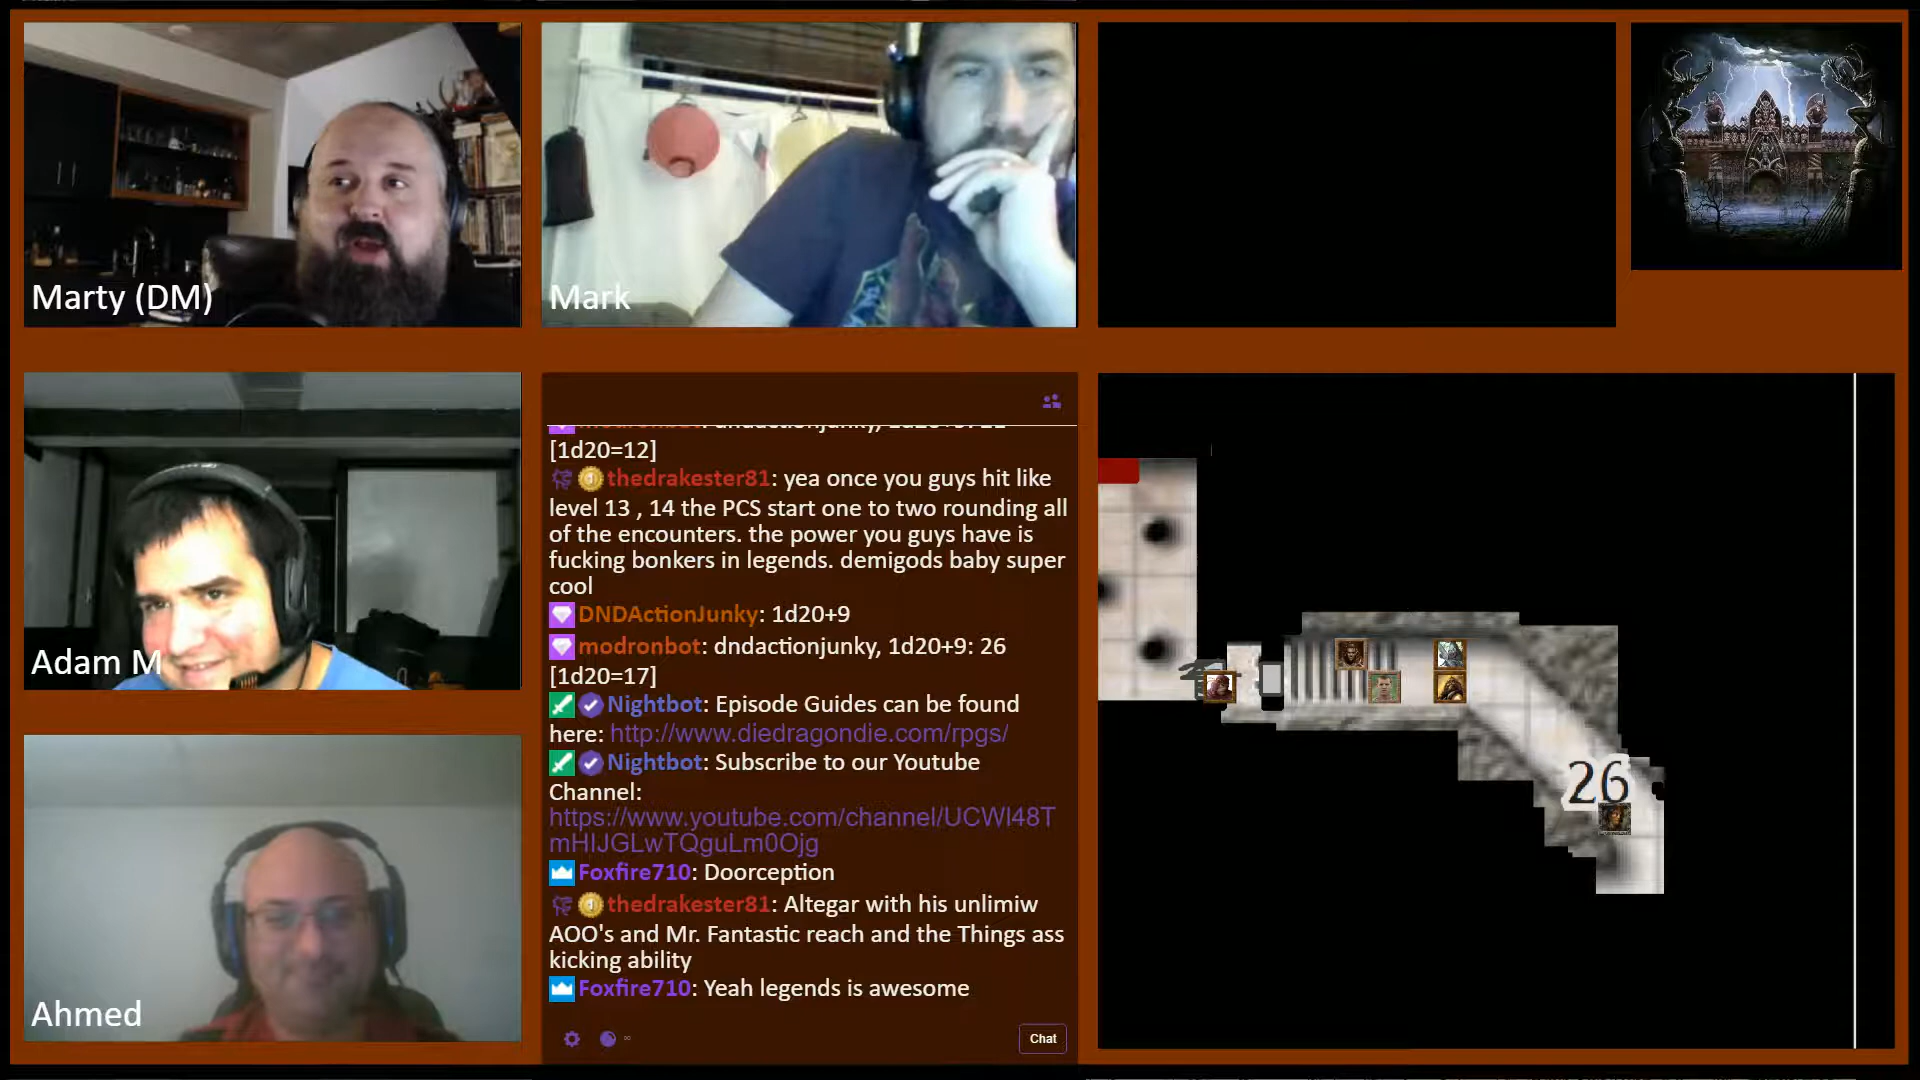 Marty (DM)
Mark
Adam M
Ahmed
[1d20=12]
thedrakester81: yea once you guys hit like
level 13 , 14 the PCS start one to two rounding all
of the encounters. the power you guys have is
fucking bonkers in legends. demigods baby super
cool
DNDActionJunky: 1d20+9
modronbot: dndactionjunky, 1d20+9: 26
[1d20=17]
Nightbot: Episode Guides can be found
here: http://www.diedragondie.com/rpgs/
Nightbot: Subscribe to our Youtube
Channel:
https://www.youtube.com/channel/UCWl48T
mHIJGLwTQguLm0Ojg
Foxfire710: Doorception
thedrakester81: Altegar with his unlimiw
AOO's and Mr. Fantastic reach and the Things ass
kicking ability
Foxfire710: Yeah legends is awesome
Chat
26